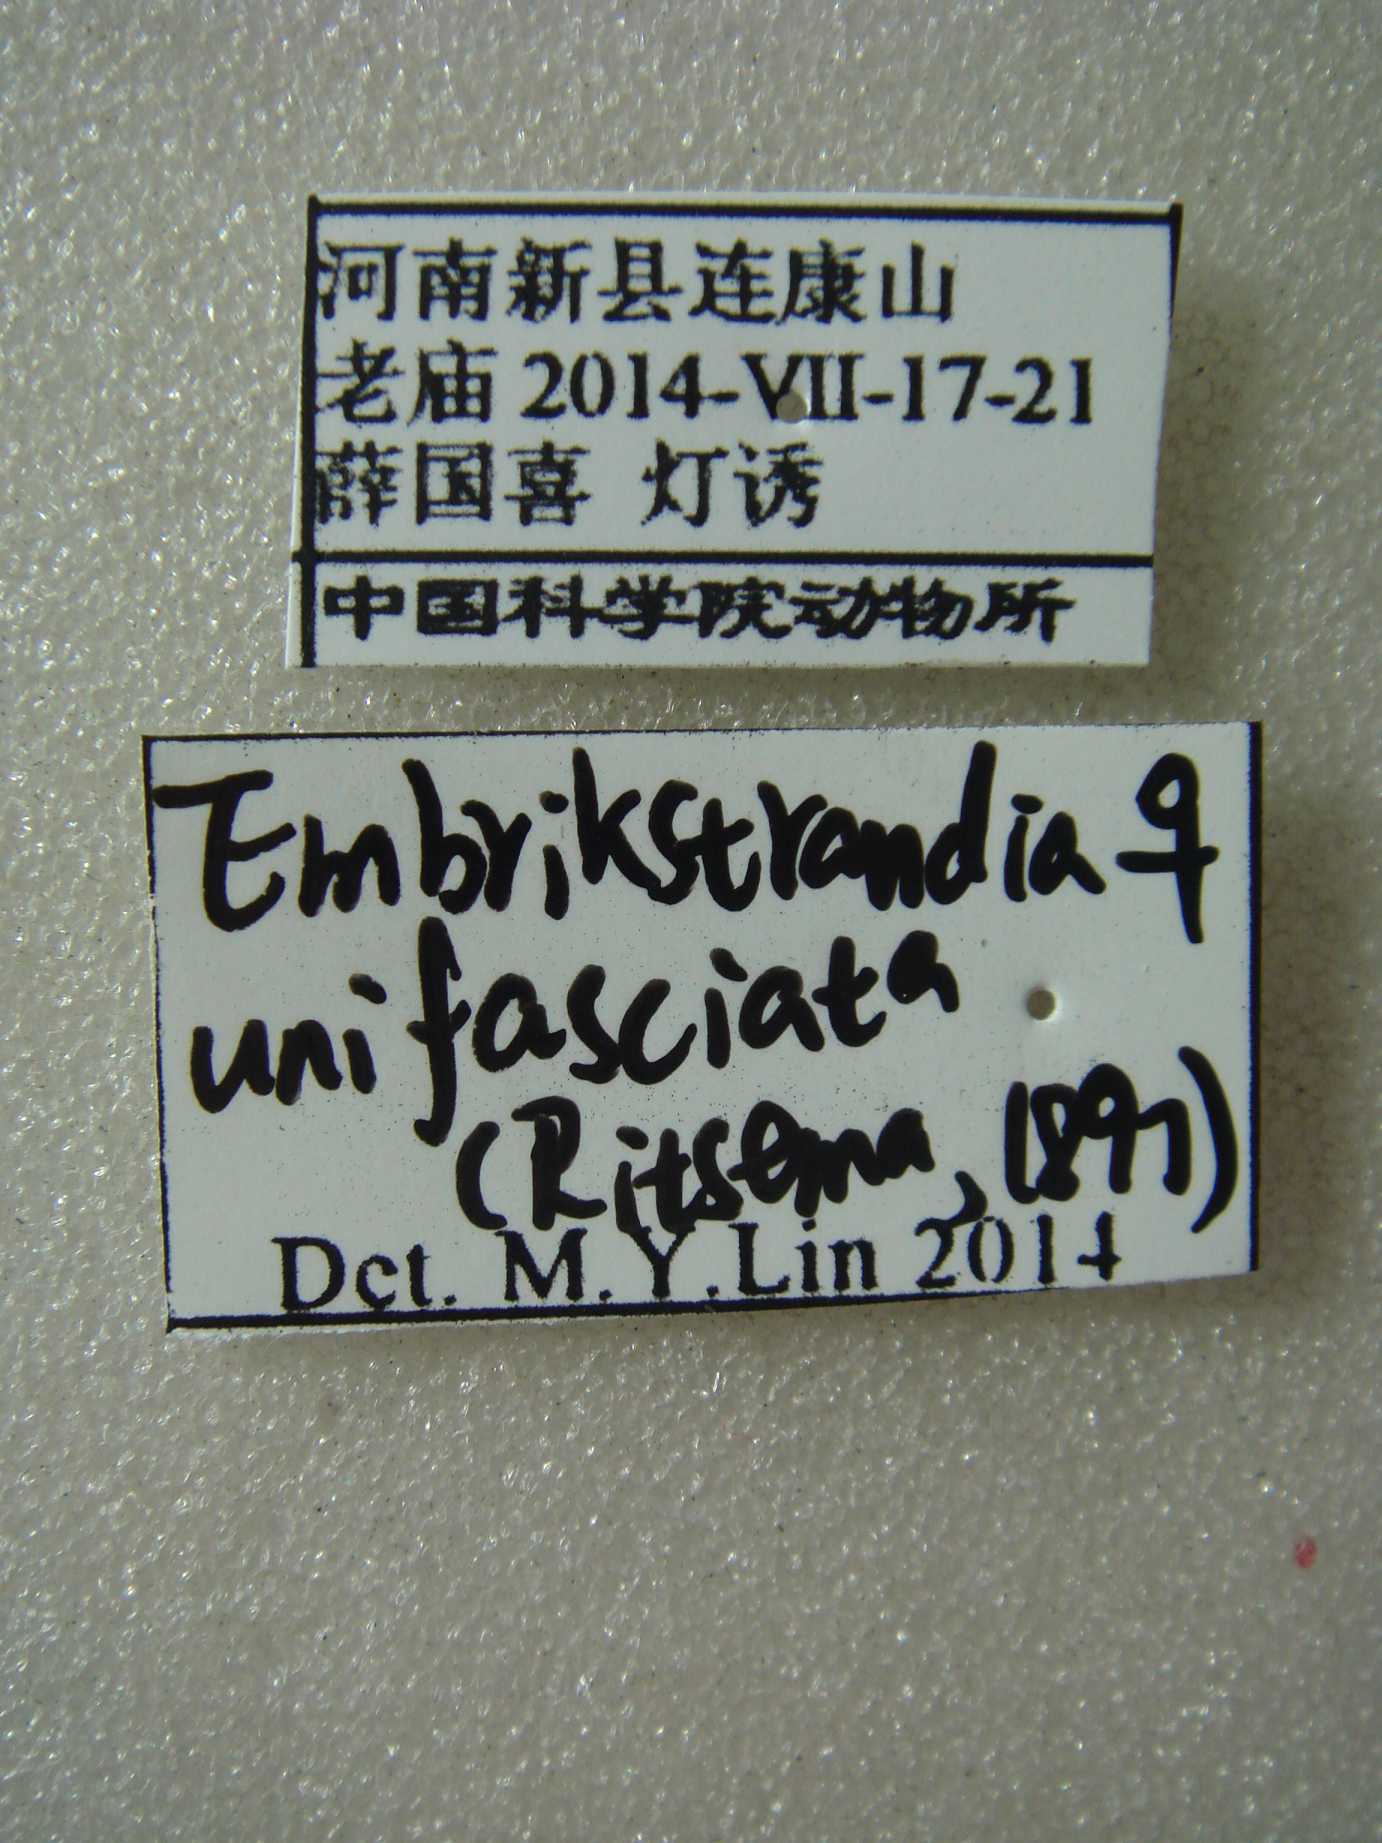 河南新县连康山
老庙 2014-VII-17-21
薛国喜 灯诱
中国科学院动物所
Embrikstrandia ♀
unifasciata
(Ritsema, 1897)
Det. M.Y.Lin 2014